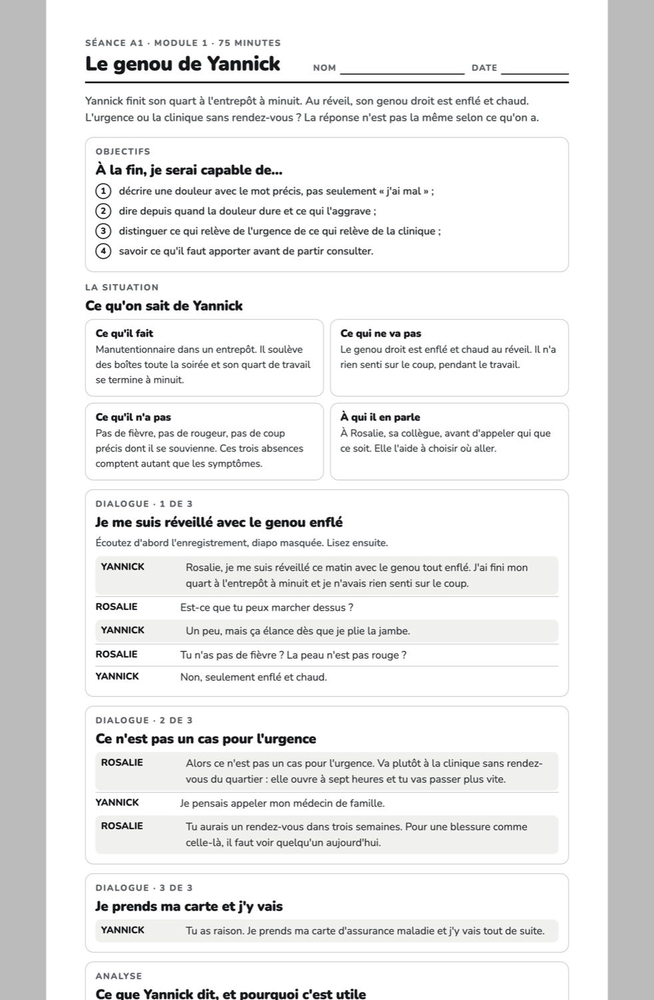 SÉANCE A1 · MODULE 1 · 75 MINUTES
Le genou de Yannick
NOM
DATE
Yannick finit son quart à l'entrepôt à minuit. Au réveil, son genou droit est enflé et chaud.
L'urgence ou la clinique sans rendez-vous ? La réponse n'est pas la même selon ce qu'on a.
OBJECTIFS
À la fin, je serai capable de…
1 décrire une douleur avec le mot précis, pas seulement « j'ai mal » ;
2 dire depuis quand la douleur dure et ce qui l'aggrave ;
3 distinguer ce qui relève de l'urgence de ce qui relève de la clinique ;
4 savoir ce qu'il faut apporter avant de partir consulter.
LA SITUATION
Ce qu'on sait de Yannick
Ce qu'il fait
Manutentionnaire dans un entrepôt. Il soulève
des boîtes toute la soirée et son quart de travail
se termine à minuit.
Ce qui ne va pas
Le genou droit est enflé et chaud au réveil. Il n'a
rien senti sur le coup, pendant le travail.
Ce qu'il n'a pas
Pas de fièvre, pas de rougeur, pas de coup
précis dont il se souvienne. Ces trois absences
comptent autant que les symptômes.
À qui il en parle
À Rosalie, sa collègue, avant d'appeler qui que
ce soit. Elle l'aide à choisir où aller.
DIALOGUE · 1 DE 3
Je me suis réveillé avec le genou enflé
Écoutez d'abord l'enregistrement, diapo masquée. Lisez ensuite.
YANNICK Rosalie, je me suis réveillé ce matin avec le genou tout enflé. J'ai fini mon
quart à l'entrepôt à minuit et je n'avais rien senti sur le coup.
ROSALIE Est-ce que tu peux marcher dessus ?
YANNICK Un peu, mais ça élance dès que je plie la jambe.
ROSALIE Tu n'as pas de fièvre ? La peau n'est pas rouge ?
YANNICK Non, seulement enflé et chaud.
DIALOGUE · 2 DE 3
Ce n'est pas un cas pour l'urgence
ROSALIE Alors ce n'est pas un cas pour l'urgence. Va plutôt à la clinique sans rendez-
vous du quartier : elle ouvre à sept heures et tu vas passer plus vite.
YANNICK Je pensais appeler mon médecin de famille.
ROSALIE Tu aurais un rendez-vous dans trois semaines. Pour une blessure comme
celle-là, il faut voir quelqu'un aujourd'hui.
DIALOGUE · 3 DE 3
Je prends ma carte et j'y vais
YANNICK Tu as raison. Je prends ma carte d'assurance maladie et j'y vais tout de suite.
ANALYSE
Ce que Yannick dit, et pourquoi c'est utile